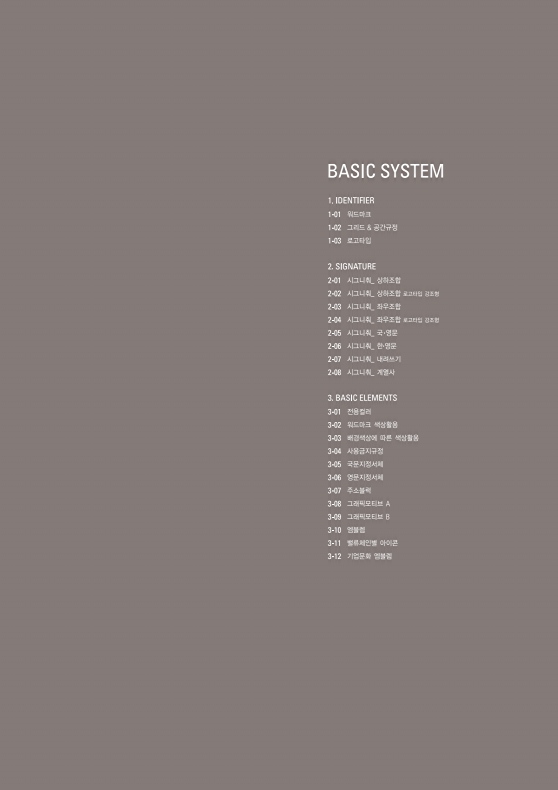 BASIC SYSTEM
1. IDENTIFIER
1-01 워드마크
1-02 그리드 & 공간규정
1-03 로고타입
2. SIGNATURE
2-01 시그니춰_ 상하조합
2-02 시그니춰_ 상하조합 로고타입 강조형
2-03 시그니춰_ 좌우조합
2-04 시그니춰_ 좌우조합 로고타입 강조형
2-05 시그니춰_ 국·영문
2-06 시그니춰_ 한·영문
2-07 시그니춰_ 내려쓰기
2-08 시그니춰_ 계열사
3. BASIC ELEMENTS
3-01 전용컬러
3-02 워드마크 색상활용
3-03 배경색상에 따른 색상활용
3-04 사용금지규정
3-05 국문지정서체
3-06 영문지정서체
3-07 주소블럭
3-08 그래픽모티브 A
3-09 그래픽모티브 B
3-10 엠블렘
3-11 밸류체인별 아이콘
3-12 기업문화 엠블렘